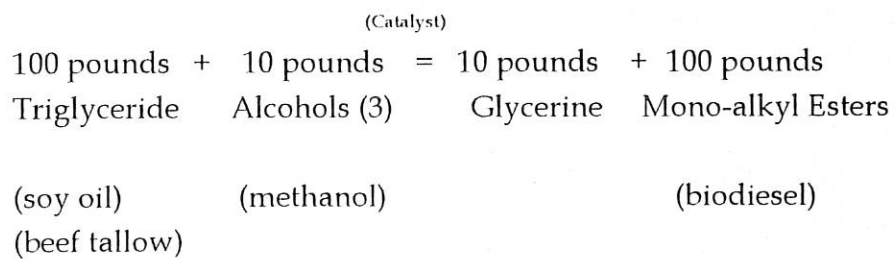 (Catalyst)
100 pounds + 10 pounds = 10 pounds + 100 pounds
Triglyceride Alcohols (3) Glycerine Mono-alkyl Esters
(soy oil) (methanol) (biodiesel)
(beef tallow)